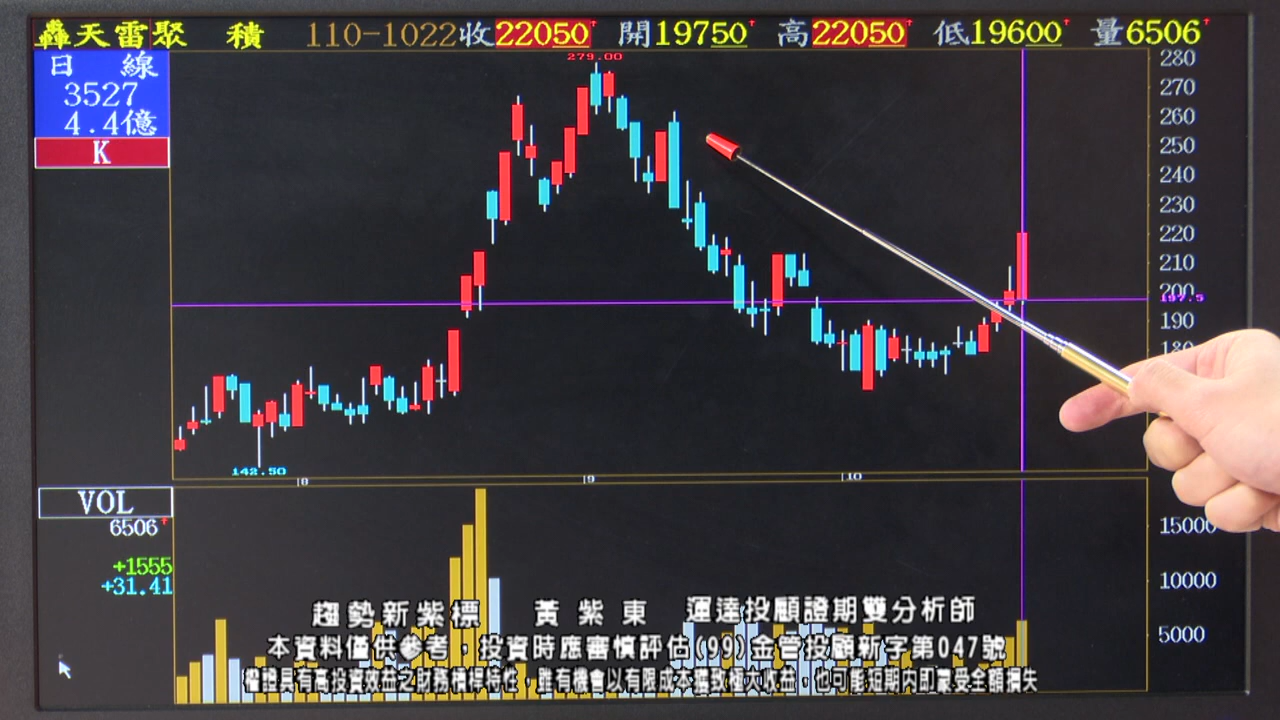 轟天雷聚 積 110-1022收22050↑ 開19750↑ 高22050↑ 低19600↑ 量6506↑
日 線
3527
4.4億
K
279.00
280
270
260
250
240
230
220
210
200
197.5
190
180
142.50
8 9 10
VOL
6506↑
+1555
+31.41
15000
10000
5000
趨勢新紫標 黃紫東 運達投顧證期雙分析師
本資料僅供參考，投資時應審慎評估(99)金管投顧新字第047號
權證具有高投資效益之財務槓桿特性，雖有機會以有限成本獲致極大收益，也可能短期內即蒙受全額損失